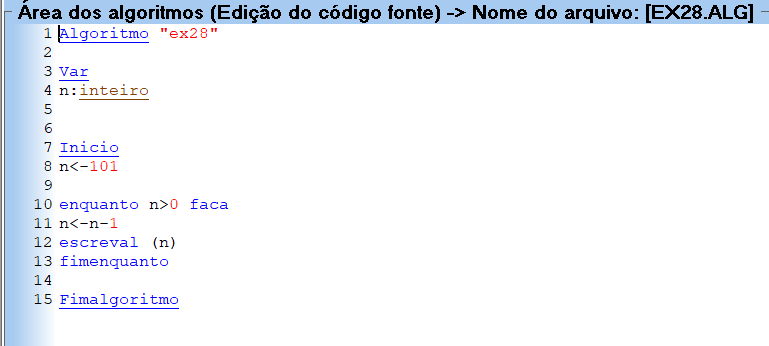 Área dos algoritmos (Edição do código fonte) -> Nome do arquivo: [EX28.ALG]
1 Algoritmo "ex28"
2
3 Var
4 n:inteiro
5
6
7 Inicio
8 n<-101
9
10 enquanto n>0 faca
11 n<-n-1
12 escreval (n)
13 fimenquanto
14
15 Fimalgoritmo